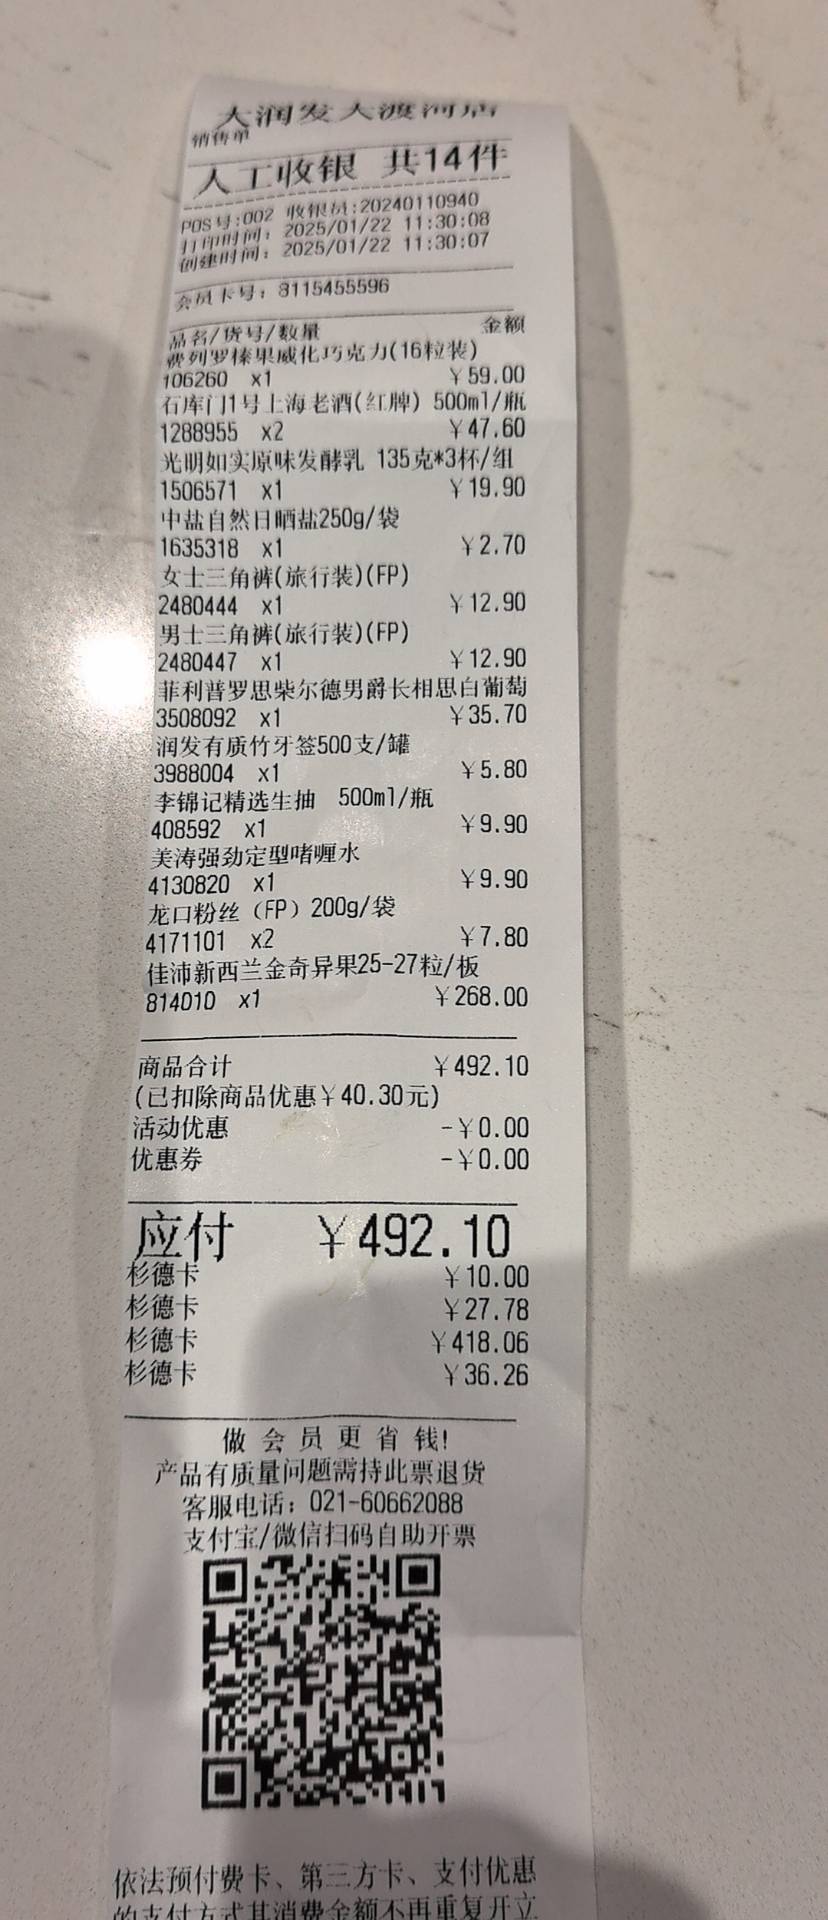 大润发大渡河店
销售单
人工收银 共14件
POS号:002 收银员:20240110940
打印时间: 2025/01/22 11:30:08
创建时间: 2025/01/22 11:30:07
会员卡号: 8115455596
品名/货号/数量 金额
费列罗榛果威化巧克力(16粒装)
106260 x1 ¥59.00
石库门1号上海老酒(红牌) 500ml/瓶
1288955 x2 ¥47.60
光明如实原味发酵乳 135克*3杯/组
1506571 x1 ¥19.90
中盐自然日晒盐250g/袋
1635318 x1 ¥2.70
女士三角裤(旅行装)(FP)
2480444 x1 ¥12.90
男士三角裤(旅行装)(FP)
2480447 x1 ¥12.90
菲利普罗思柴尔德男爵长相思白葡萄
3508092 x1 ¥35.70
润发有质竹牙签500支/罐
3988004 x1 ¥5.80
李锦记精选生抽 500ml/瓶
408592 x1 ¥9.90
美涛强劲定型啫喱水
4130820 x1 ¥9.90
龙口粉丝（FP）200g/袋
4171101 x2 ¥7.80
佳沛新西兰金奇异果25-27粒/板
814010 x1 ¥268.00
商品合计 ¥492.10
(已扣除商品优惠¥40.30元)
活动优惠 -¥0.00
优惠券 -¥0.00
应付 ¥492.10
杉德卡 ¥10.00
杉德卡 ¥27.78
杉德卡 ¥418.06
杉德卡 ¥36.26
做会员更省钱!
产品有质量问题需持此票退货
客服电话: 021-60662088
支付宝/微信扫码自助开票
依法预付费卡、第三方卡、支付优惠
的支付方式其消费金额不再重复开立